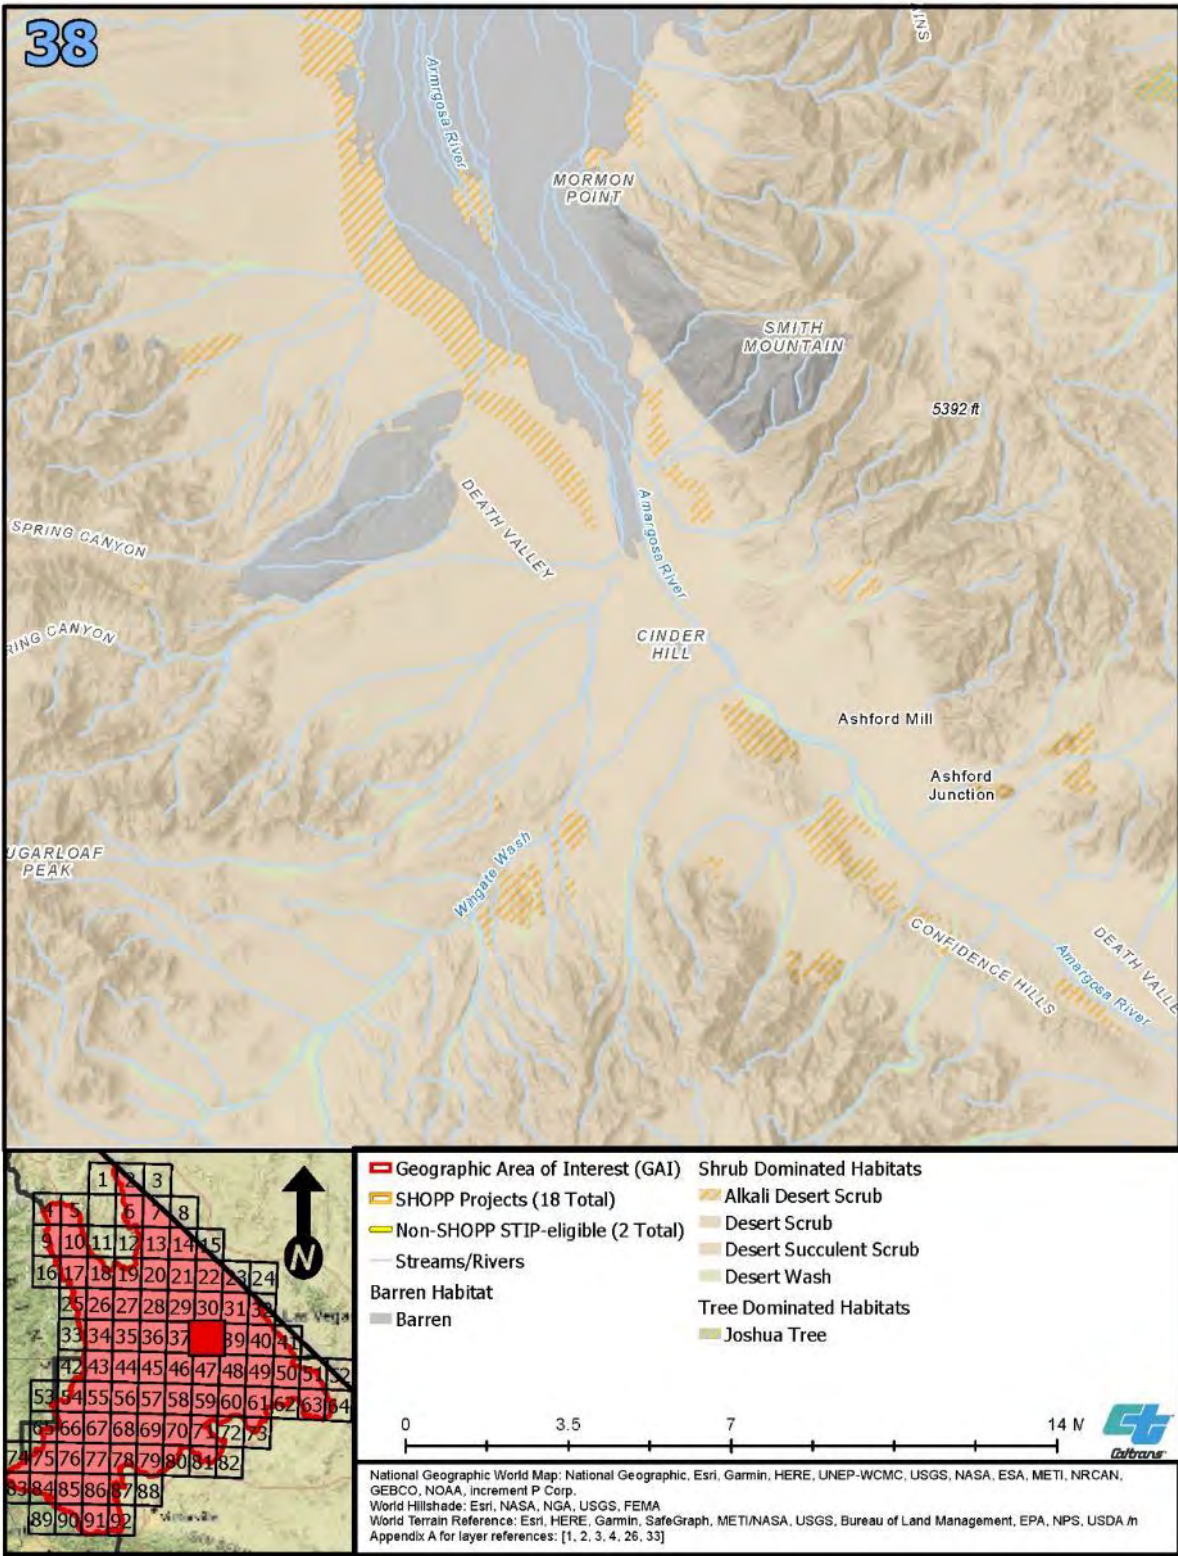 38
INS
Amrgosa River
MORMON
POINT
SMITH
MOUNTAIN
5392 ft
SPRING CANYON
DEATH VALLEY
Amargosa River
RING CANYON
CINDER
HILL
Ashford Mill
Ashford
Junction
UGARLOAF
PEAK
Wingate Wash
CONFIDENCE HILLS
DEATH VALLE
Amargosa River
1 2 3
4 5 6 7 8
9 10 11 12 13 14 15
16 17 18 19 20 21 22 23 24
25 26 27 28 29 30 31 32 Las Vegas
33 34 35 36 37 39 40 41
42 43 44 45 46 47 48 49 50 51 52
53 54 55 56 57 58 59 60 61 62 63 64
65 66 67 68 69 70 71 72 73
74 75 76 77 78 79 80 81 82
83 84 85 86 87 88
89 90 91 92
N
Geographic Area of Interest (GAI)
SHOPP Projects (18 Total)
Non-SHOPP STIP-eligible (2 Total)
Streams/Rivers
Barren Habitat
Barren
Shrub Dominated Habitats
Alkali Desert Scrub
Desert Scrub
Desert Succulent Scrub
Desert Wash
Tree Dominated Habitats
Joshua Tree
0 3.5 7 14 M
ct
Caltrans
National Geographic World Map: National Geographic, Esri, Garmin, HERE, UNEP-WCMC, USGS, NASA, ESA, METI, NRCAN,
GEBCO, NOAA, increment P Corp.
World Hillshade: Esri, NASA, NGA, USGS, FEMA
World Terrain Reference: Esri, HERE, Garmin, SafeGraph, METI/NASA, USGS, Bureau of Land Management, EPA, NPS, USDA /n
Appendix A for layer references: [1, 2, 3, 4, 26, 33]